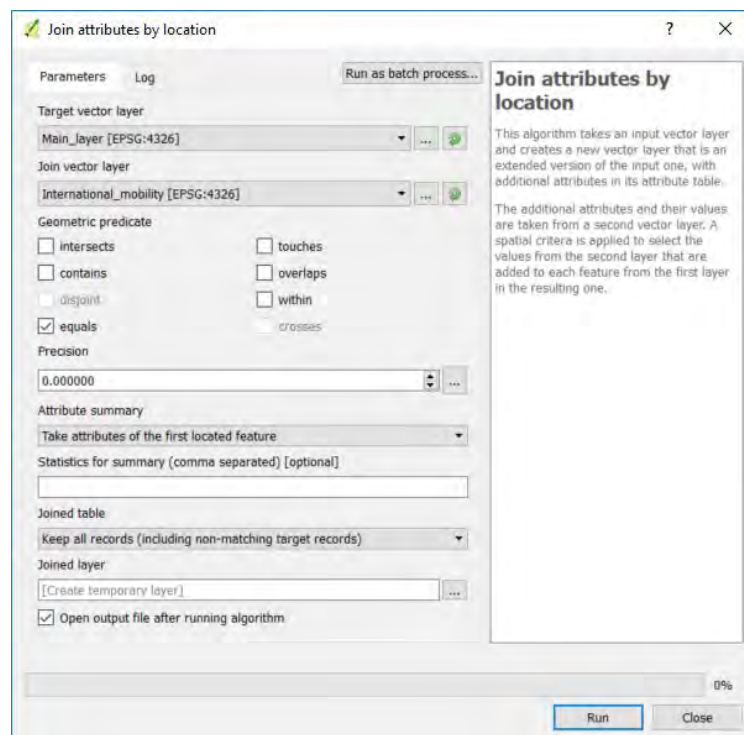 Join attributes by location
?
Parameters
Log
Run as batch process...
Target vector layer
Main_layer [EPSG:4326]
...
Join vector layer
International_mobility [EPSG:4326]
...
Geometric predicate
intersects
touches
contains
overlaps
disjoint
within
equals
crosses
Precision
0.000000
...
Attribute summary
Take attributes of the first located feature
Statistics for summary (comma separated) [optional]
Joined table
Keep all records (including non-matching target records)
Joined layer
[Create temporary layer]
...
Open output file after running algorithm
Join attributes by
location
This algorithm takes an input vector layer
and creates a new vector layer that is an
extended version of the input one, with
additional attributes in its attribute table.
The additional attributes and their values
are taken from a second vector layer. A
spatial critera is applied to select the
values from the second layer that are
added to each feature from the first layer
in the resulting one.
0%
Run
Close